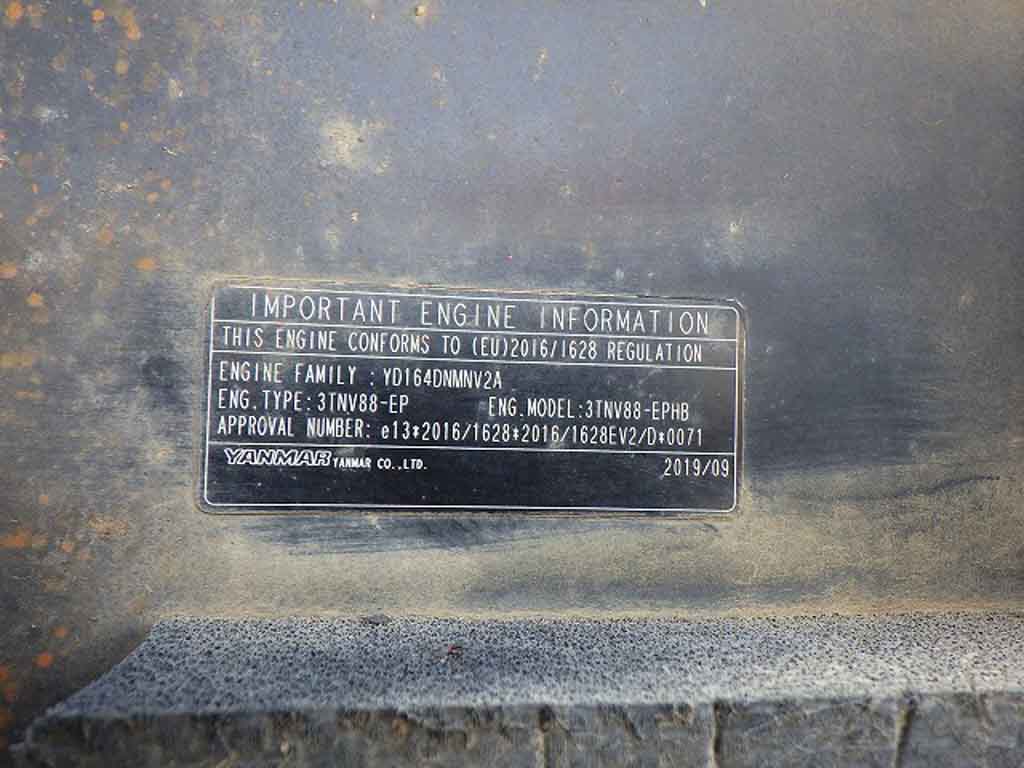 IMPORTANT ENGINE INFORMATION
THIS ENGINE CONFORMS TO (EU)2016/1628 REGULATION
ENGINE FAMILY : YD164DNMNV2A
ENG.TYPE: 3TNV88-EP ENG.MODEL:3TNV88-EPHB
APPROVAL NUMBER: e13*2016/1628*2016/1628EV2/D*0071
YANMAR YANMAR CO.,LTD. 2019/09